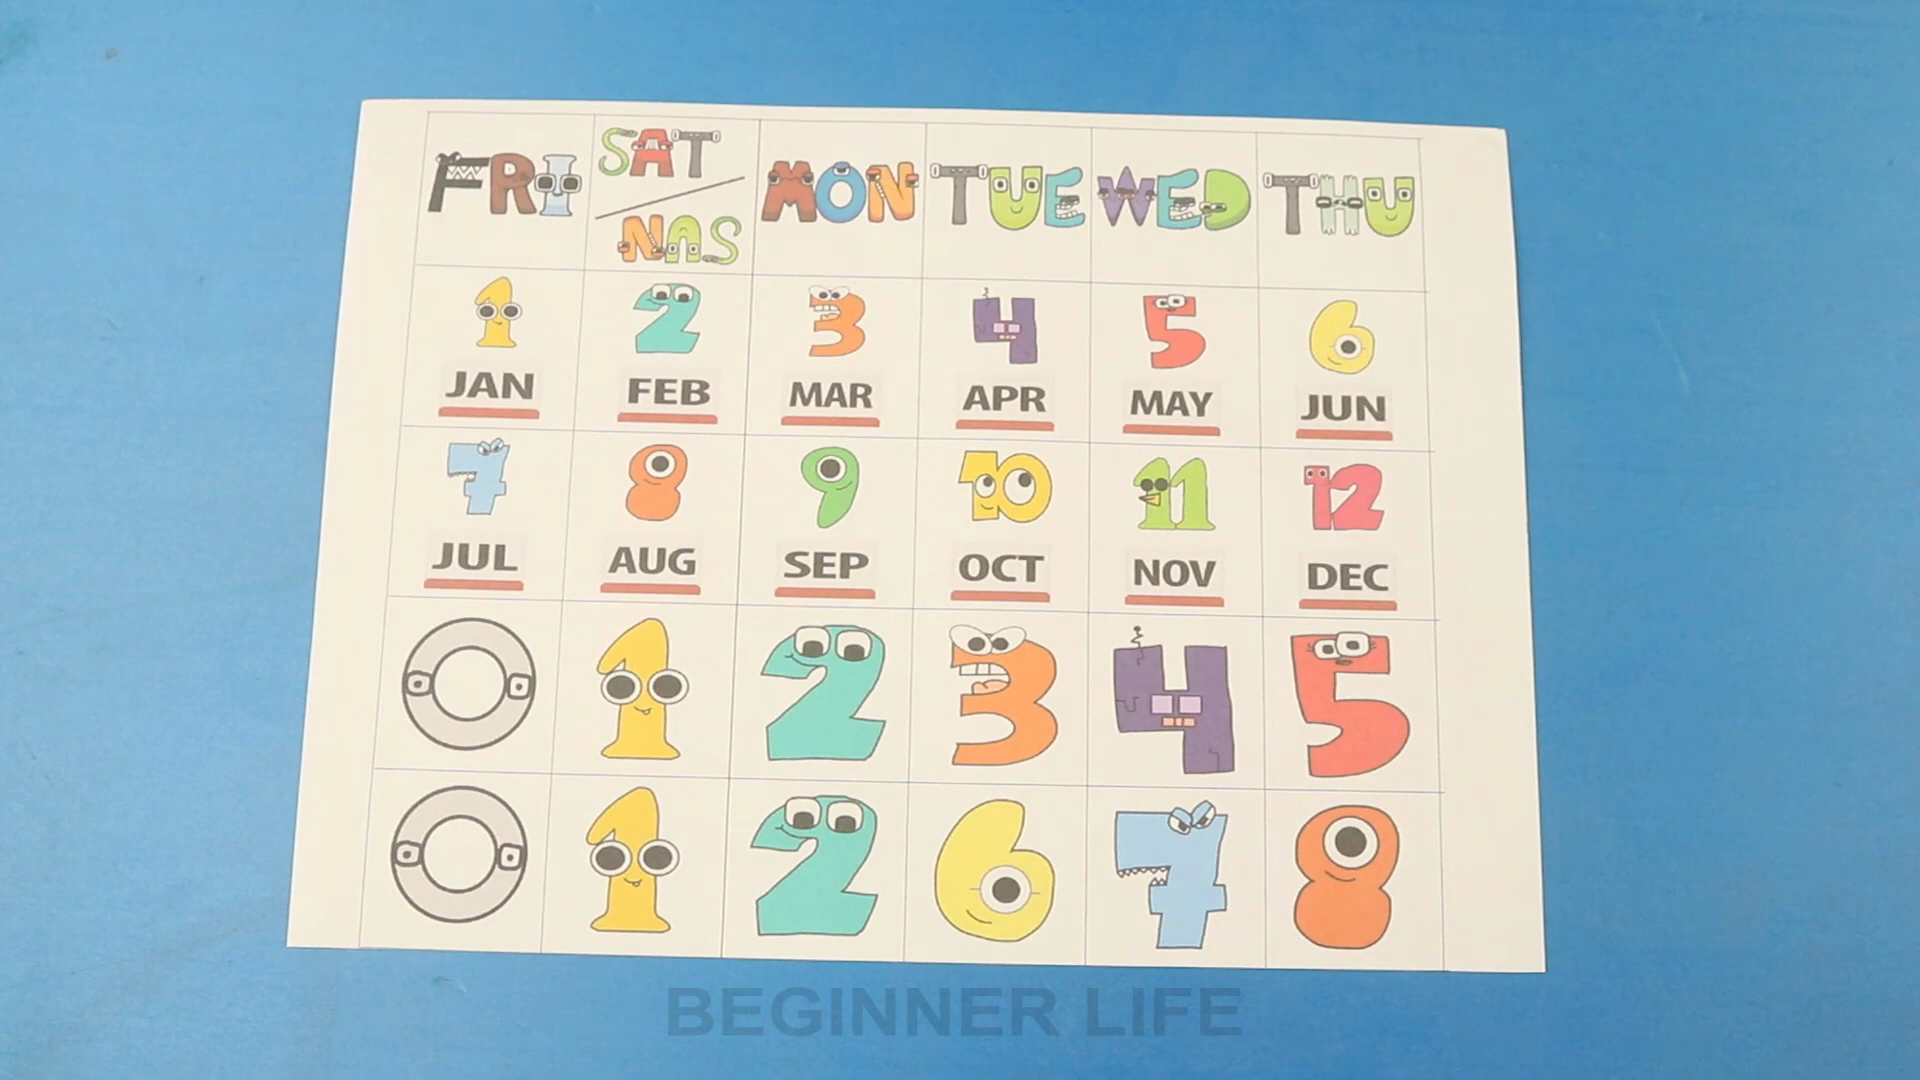 FRI SAT MON TUE WED THU
NAS
1 2 3 4 5 6
JAN FEB MAR APR MAY JUN
7 8 9 10 11 12
JUL AUG SEP OCT NOV DEC
0 1 2 3 4 5
0 1 2 6 7 8
BEGINNER LIFE